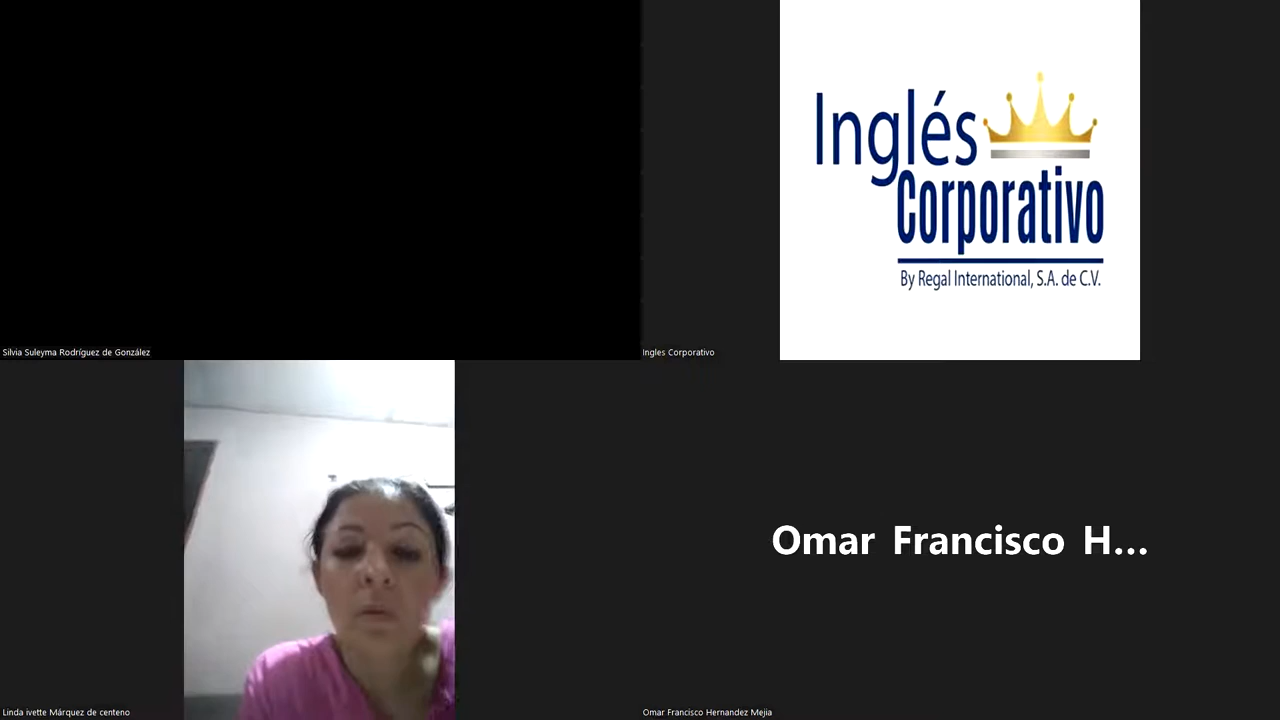 Inglés
Corporativo
By Regal International, S.A. de C.V.
Silvia Suleyma Rodríguez de González
Ingles Corporativo
Omar Francisco H...
Linda ivette Márquez de centeno
Omar Francisco Hernandez Mejia